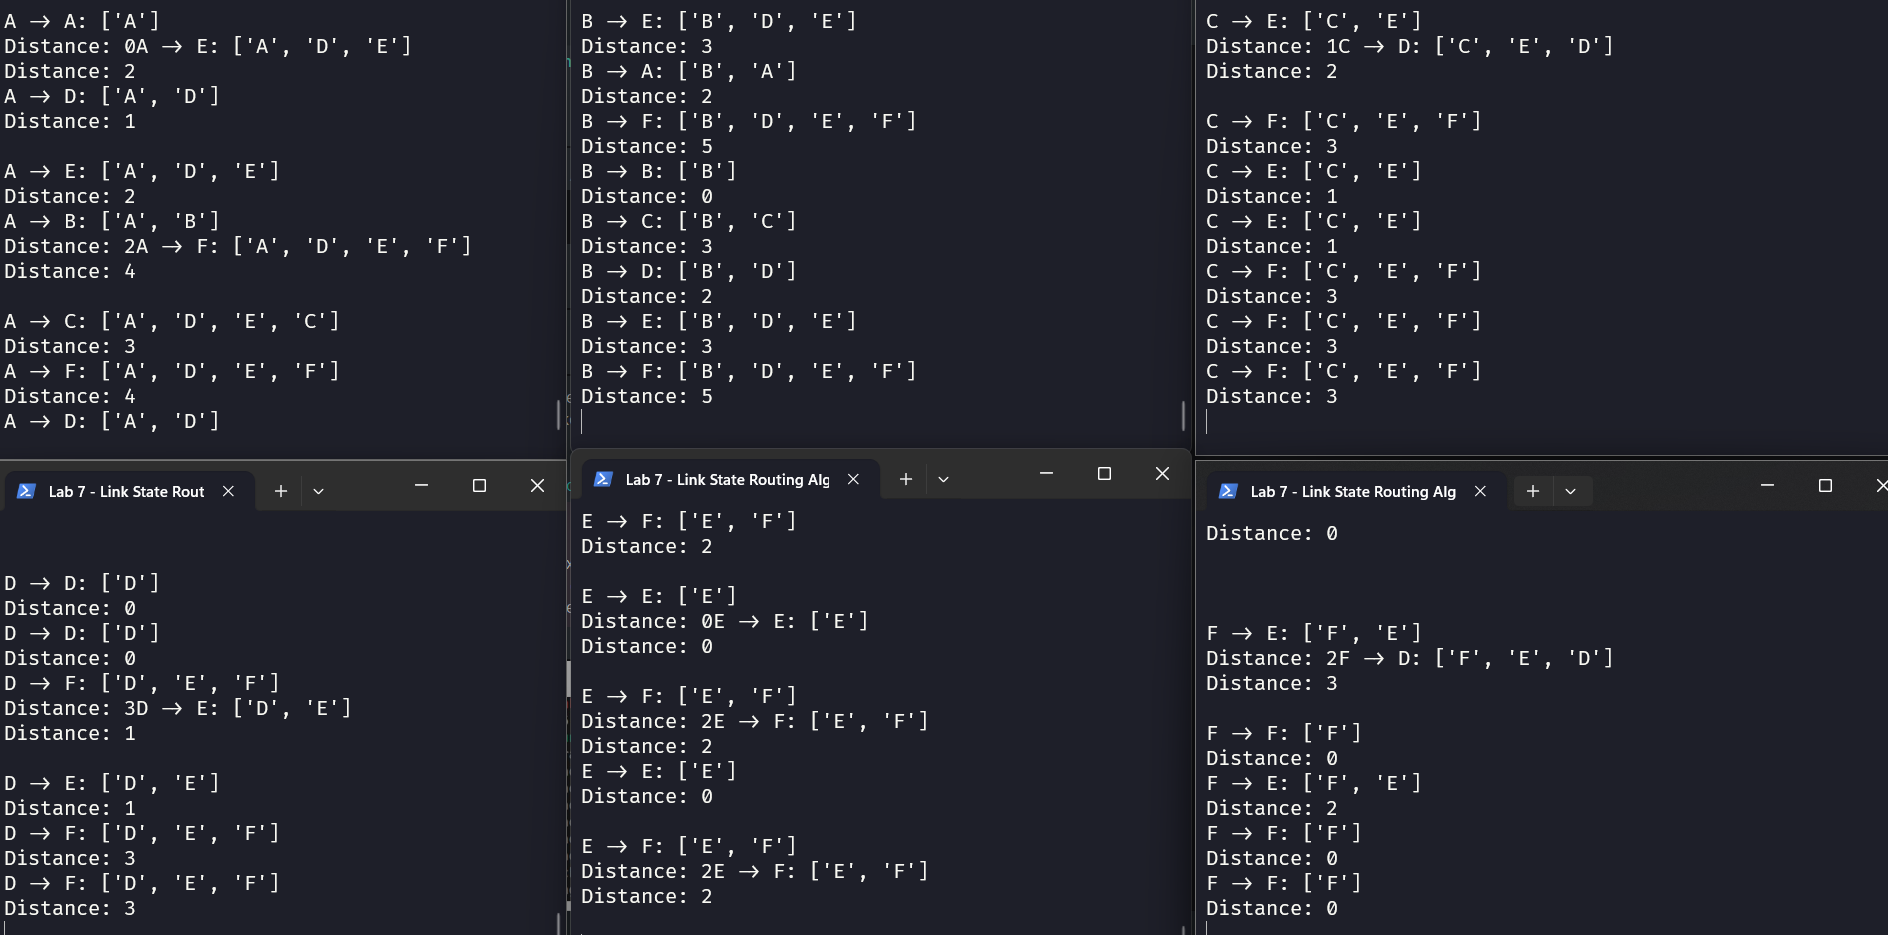 A → A: ['A']
Distance: 0A → E: ['A', 'D', 'E']
Distance: 2
A → D: ['A', 'D']
Distance: 1
A → E: ['A', 'D', 'E']
Distance: 2
A → B: ['A', 'B']
Distance: 2A → F: ['A', 'D', 'E', 'F']
Distance: 4
A → C: ['A', 'D', 'E', 'C']
Distance: 3
A → F: ['A', 'D', 'E', 'F']
Distance: 4
A → D: ['A', 'D']
B → E: ['B', 'D', 'E']
Distance: 3
B → A: ['B', 'A']
Distance: 2
B → F: ['B', 'D', 'E', 'F']
Distance: 5
B → B: ['B']
Distance: 0
B → C: ['B', 'C']
Distance: 3
B → D: ['B', 'D']
Distance: 2
B → E: ['B', 'D', 'E']
Distance: 3
B → F: ['B', 'D', 'E', 'F']
Distance: 5
C → E: ['C', 'E']
Distance: 1C → D: ['C', 'E', 'D']
Distance: 2
C → F: ['C', 'E', 'F']
Distance: 3
C → E: ['C', 'E']
Distance: 1
C → E: ['C', 'E']
Distance: 1
C → F: ['C', 'E', 'F']
Distance: 3
C → F: ['C', 'E', 'F']
Distance: 3
C → F: ['C', 'E', 'F']
Distance: 3
Lab 7 - Link State Rout
D → D: ['D']
Distance: 0
D → D: ['D']
Distance: 0
D → F: ['D', 'E', 'F']
Distance: 3D → E: ['D', 'E']
Distance: 1
D → E: ['D', 'E']
Distance: 1
D → F: ['D', 'E', 'F']
Distance: 3
D → F: ['D', 'E', 'F']
Distance: 3
Lab 7 - Link State Routing Alg
E → F: ['E', 'F']
Distance: 2
E → E: ['E']
Distance: 0E → E: ['E']
Distance: 0
E → F: ['E', 'F']
Distance: 2E → F: ['E', 'F']
Distance: 2
E → E: ['E']
Distance: 0
E → F: ['E', 'F']
Distance: 2E → F: ['E', 'F']
Distance: 2
Lab 7 - Link State Routing Alg
Distance: 0
F → E: ['F', 'E']
Distance: 2F → D: ['F', 'E', 'D']
Distance: 3
F → F: ['F']
Distance: 0
F → E: ['F', 'E']
Distance: 2
F → F: ['F']
Distance: 0
F → F: ['F']
Distance: 0